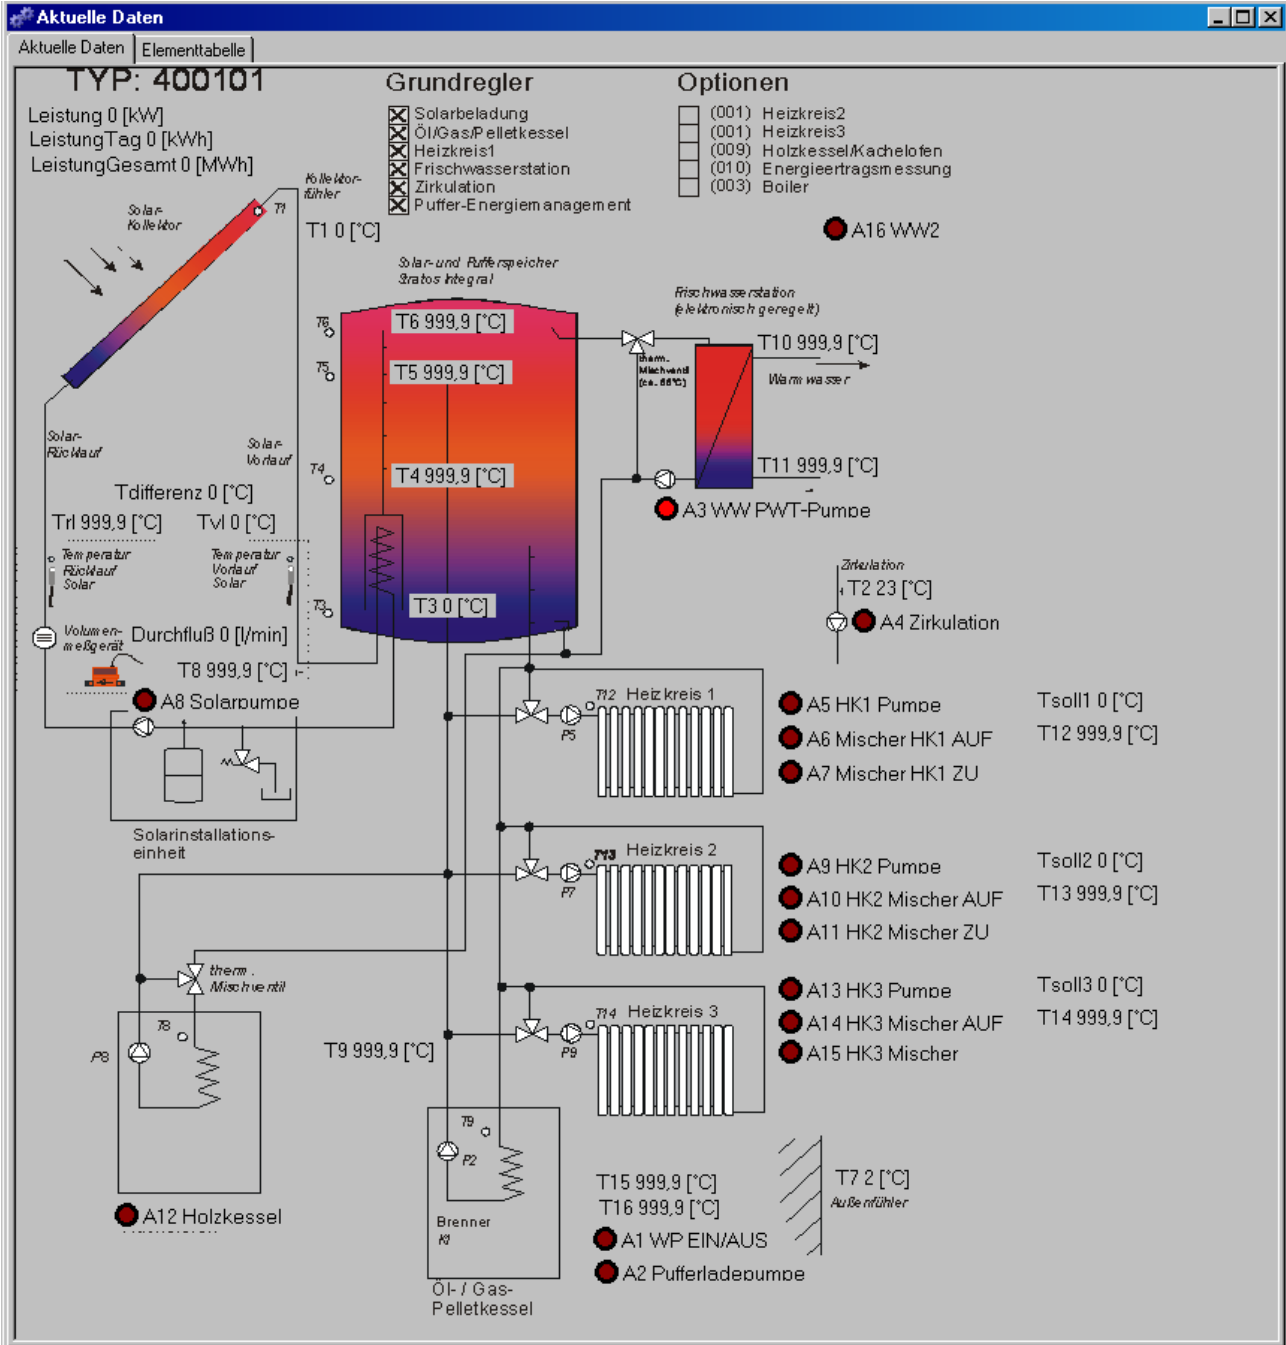 Aktuelle Daten
Aktuelle Daten
Elementtabelle
TYP: 400101
Grundregler
Optionen
Leistung 0 [kW]
LeistungTag 0 [kWh]
LeistungGesamt 0 [MWh]
Solarbeladung
Öl/Gas/Pelletkessel
Heizkreis1
Frischwasserstation
Zirkulation
Puffer-Energiemanagement
(001) Heizkreis2
(001) Heizkreis3
(009) Holzkessel/Kachelofen
(010) Energieertragsmessung
(003) Boiler
Kollektor-
fühler
T1
Solar-
Kollektor
T1 0 [°C]
A16 WW2
Solar-und Pufferspeicher
Stratos Integral
Frischwasserstation
(elektronisch geregelt)
T6
T6 999,9 [°C]
T5
T5 999,9 [°C]
therm.
Mischventil
(ca. 65°C)
T10 999,9 [°C]
Warmwasser
Solar-
Rücklauf
Solar-
Vorlauf
T4
T4 999,9 [°C]
T11 999,9 [°C]
A3 WW PWT-Pumpe
Tdifferenz 0 [°C]
Trl 999,9 [°C]
Tvl 0 [°C]
Temperatur
Rücklauf
Solar
Temperatur
Vorlauf
Solar
T3
T3 0 [°C]
Zirkulation
T2 23 [°C]
A4 Zirkulation
Volumen-
meßgerät
Durchfluß 0 [l/min]
T8 999,9 [°C]
A8 Solarpumpe
Solarinstallations-
einheit
T12
Heizkreis 1
P5
A5 HK1 Pumpe
Tsoll1 0 [°C]
A6 Mischer HK1 AUF
T12 999,9 [°C]
A7 Mischer HK1 ZU
T13
Heizkreis 2
P7
A9 HK2 Pumpe
Tsoll2 0 [°C]
A10 HK2 Mischer AUF
T13 999,9 [°C]
A11 HK2 Mischer ZU
therm.
Mischventil
T8
P8
A12 Holzkessel
T14
Heizkreis 3
P9
A13 HK3 Pumpe
Tsoll3 0 [°C]
A14 HK3 Mischer AUF
T14 999,9 [°C]
A15 HK3 Mischer
T9 999,9 [°C]
T9
P2
Brenner
K1
Öl- / Gas-
Pelletkessel
T15 999,9 [°C]
T16 999,9 [°C]
A1 WP EIN/AUS
A2 Pufferladepumpe
T7 2 [°C]
Außenfühler